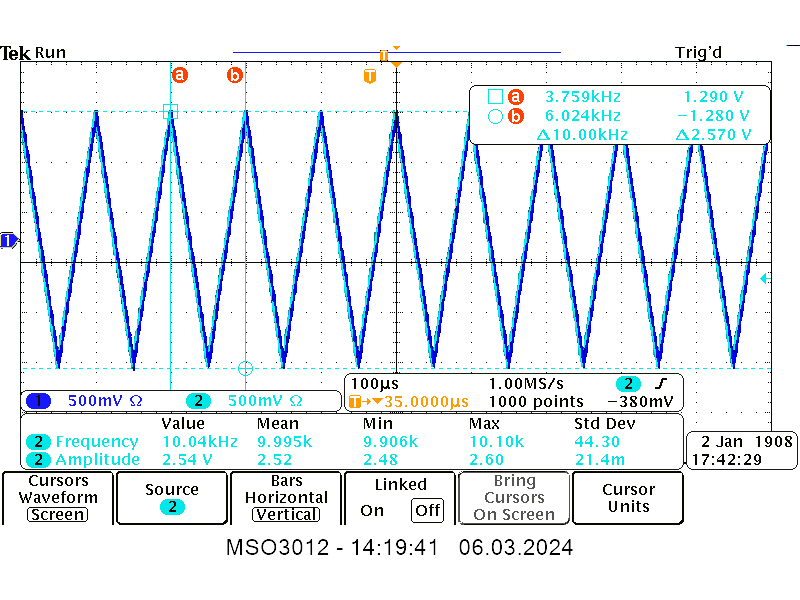 Tek Run Trig'd
a b T
a 3.759kHz 1.290 V
b 6.024kHz −1.280 V
Δ10.00kHz Δ2.570 V
1
1 500mV Ω 2 500mV Ω
100µs 1.00MS/s 2
T→▼35.0000µs 1000 points −380mV
Value Mean Min Max Std Dev
2 Frequency 10.04kHz 9.995k 9.906k 10.10k 44.30
2 Amplitude 2.54 V 2.52 2.48 2.60 21.4m
2 Jan 1908
17:42:29
Cursors
Waveform
Screen
Source
2
Bars
Horizontal
Vertical
Linked
On Off
Bring
Cursors
On Screen
Cursor
Units
MSO3012 - 14:19:41 06.03.2024